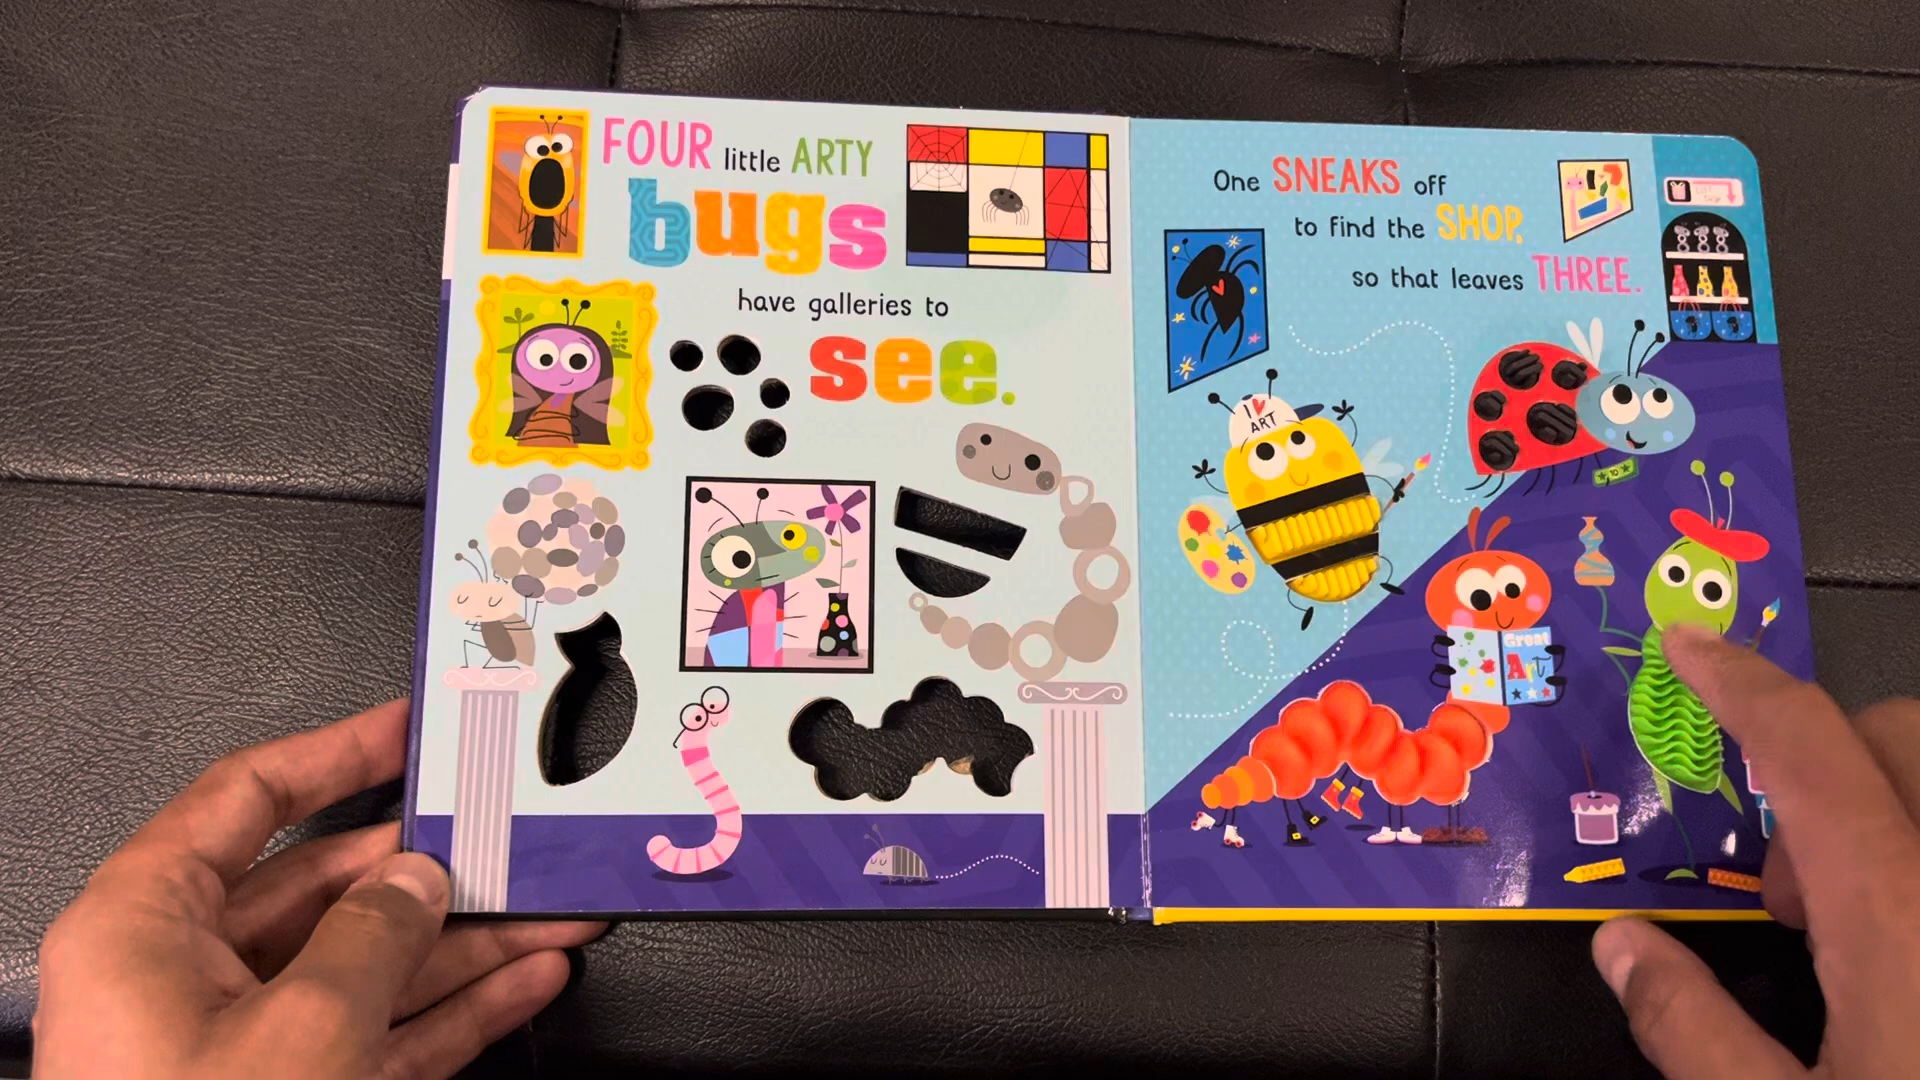 FOUR little ARTY
bugs
have galleries to
see.
One SNEAKS off
to find the SHOP,
so that leaves THREE.
I
ART
10
Great
Art